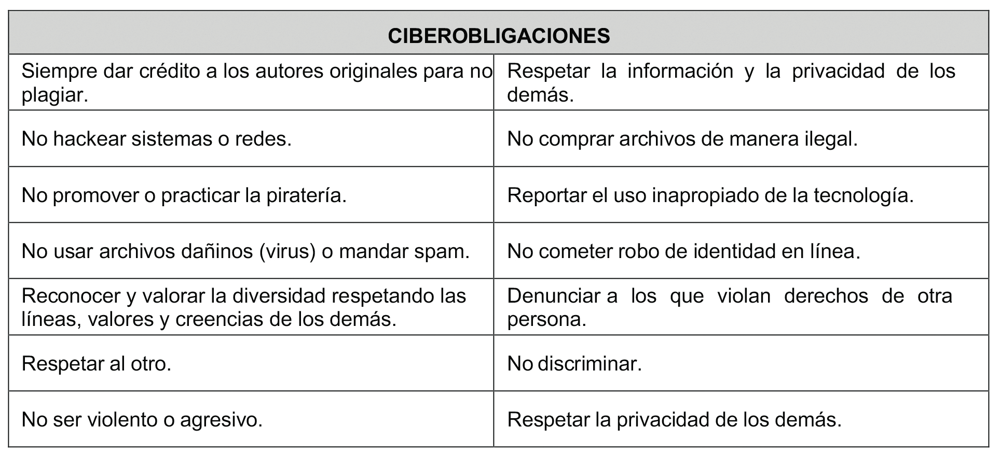 CIBEROBLIGACIONES
Siempre dar crédito a los autores originales para no
plagiar.
Respetar la información y la privacidad de los
demás.
No hackear sistemas o redes.
No comprar archivos de manera ilegal.
No promover o practicar la piratería.
Reportar el uso inapropiado de la tecnología.
No usar archivos dañinos (virus) o mandar spam.
No cometer robo de identidad en línea.
Reconocer y valorar la diversidad respetando las
líneas, valores y creencias de los demás.
Denunciar a los que violan derechos de otra
persona.
Respetar al otro.
No discriminar.
No ser violento o agresivo.
Respetar la privacidad de los demás.